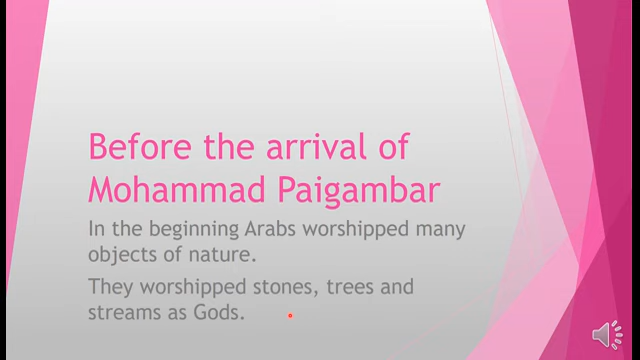 Before the arrival of
Mohammad Paigambar
In the beginning Arabs worshipped many
objects of nature.
They worshipped stones, trees and
streams as Gods.